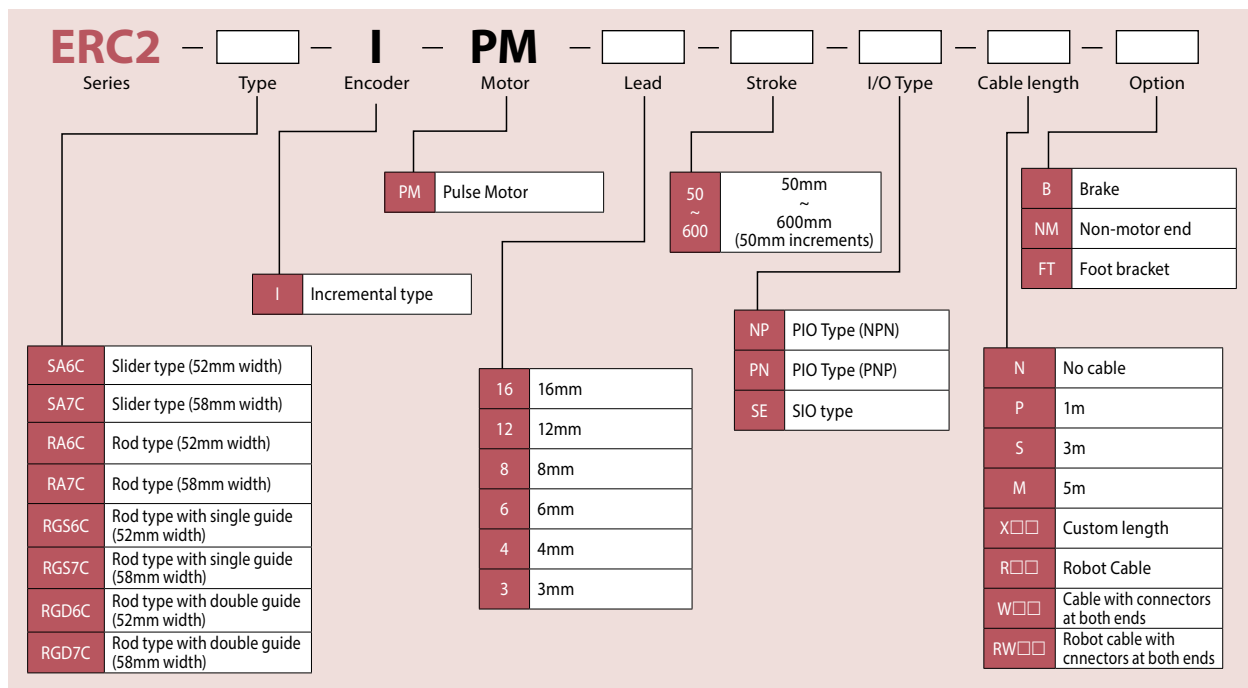 ERC2 – – I – PM – – – – –
Series Type Encoder Motor Lead Stroke I/O Type Cable length Option
PM Pulse Motor
50
~
600
50mm
~
600mm
(50mm increments)
B Brake
NM Non-motor end
FT Foot bracket
I Incremental type
NP PIO Type (NPN)
PN PIO Type (PNP)
SE SIO type
SA6C Slider type (52mm width)
SA7C Slider type (58mm width)
RA6C Rod type (52mm width)
RA7C Rod type (58mm width)
RGS6C Rod type with single guide
(52mm width)
RGS7C Rod type with single guide
(58mm width)
RGD6C Rod type with double guide
(52mm width)
RGD7C Rod type with double guide
(58mm width)
16 16mm
12 12mm
8 8mm
6 6mm
4 4mm
3 3mm
N No cable
P 1m
S 3m
M 5m
X□□ Custom length
R□□ Robot Cable
W□□ Cable with connectors
at both ends
RW□□ Robot cable with
cnnectors at both ends